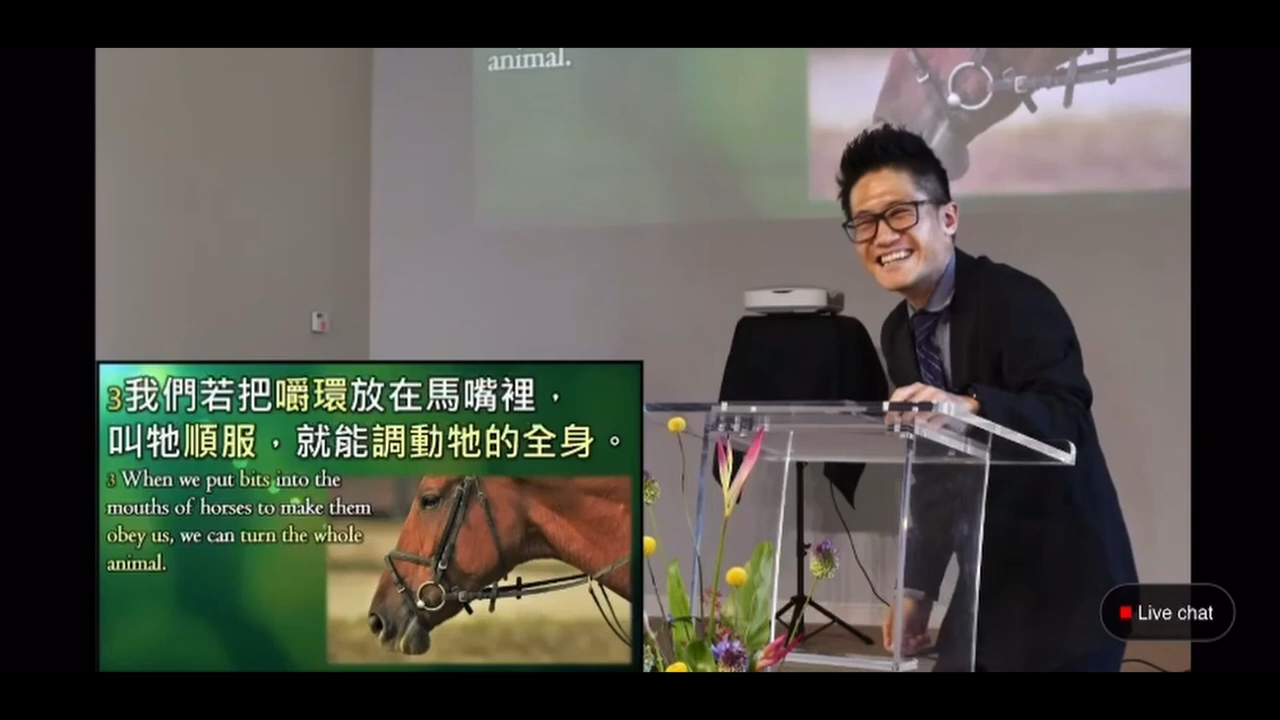 animal.
3我們若把嚼環放在馬嘴裡，
叫牠順服，就能調動牠的全身。
3 When we put bits into the
mouths of horses to make them
obey us, we can turn the whole
animal.
Live chat